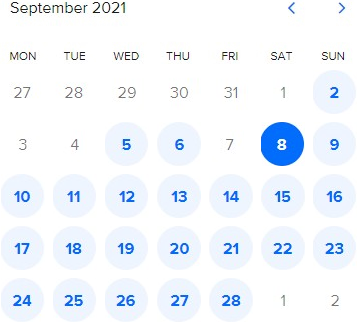 September 2021
MON TUE WED THU FRI SAT SUN
27 28 29 30 31 1 2
3 4 5 6 7 8 9
10 11 12 13 14 15 16
17 18 19 20 21 22 23
24 25 26 27 28 1 2